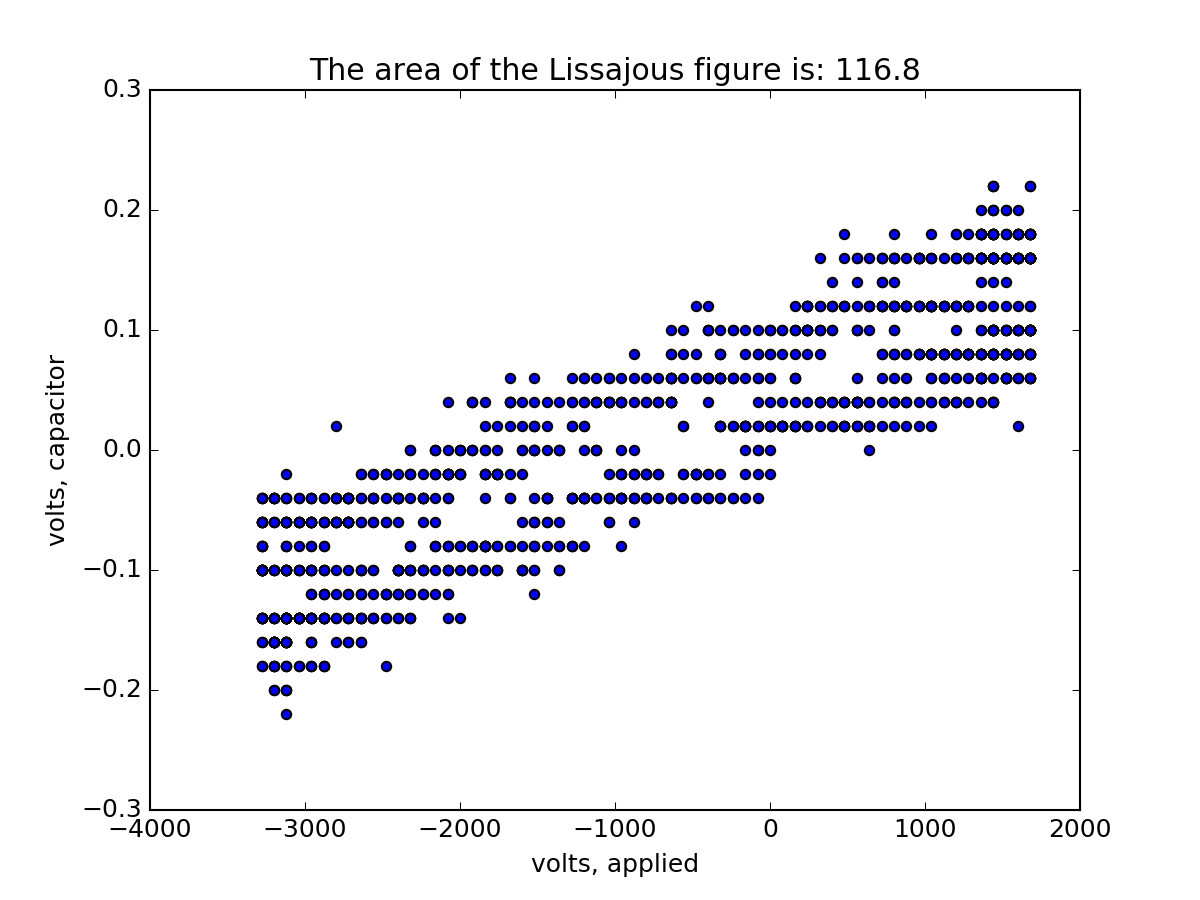 The area of the Lissajous figure is: 116.8
0.3
0.2
0.1
0.0
−0.1
−0.2
−0.3
−4000 −3000 −2000 −1000 0 1000 2000
volts, capacitor
volts, applied